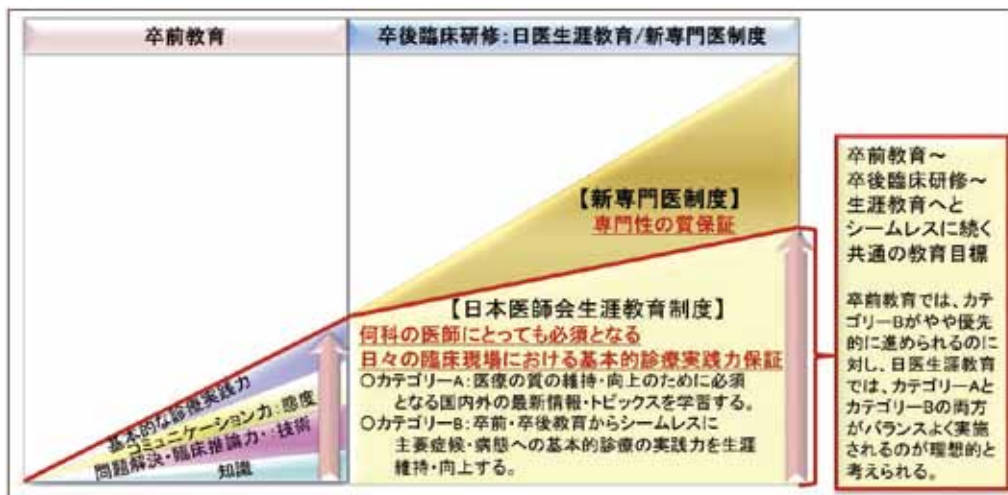 卒前教育
卒後臨床研修:日医生涯教育/新専門医制度
【新専門医制度】
専門性の質保証
【日本医師会生涯教育制度】
何科の医師にとっても必須となる
日々の臨床現場における基本的診療実践力保証
○カテゴリーA:医療の質の維持・向上のために必須
となる国内外の最新情報・トピックスを学習する。
○カテゴリーB:卒前・卒後教育からシームレスに
主要症候・病態への基本的診療の実践力を生涯
維持・向上する。
基本的な診療実践力
コミュニケーション力:態度
問題解決・臨床推論力・技術
知識
卒前教育~
卒後臨床研修~
生涯教育へと
シームレスに続く
共通の教育目標
卒前教育では、カテ
ゴリーBがやや優先
的に進められるのに
対し、日医生涯教育
では、カテゴリーAと
カテゴリーBの両方
がバランスよく実施
されるのが理想的と
考えられる。